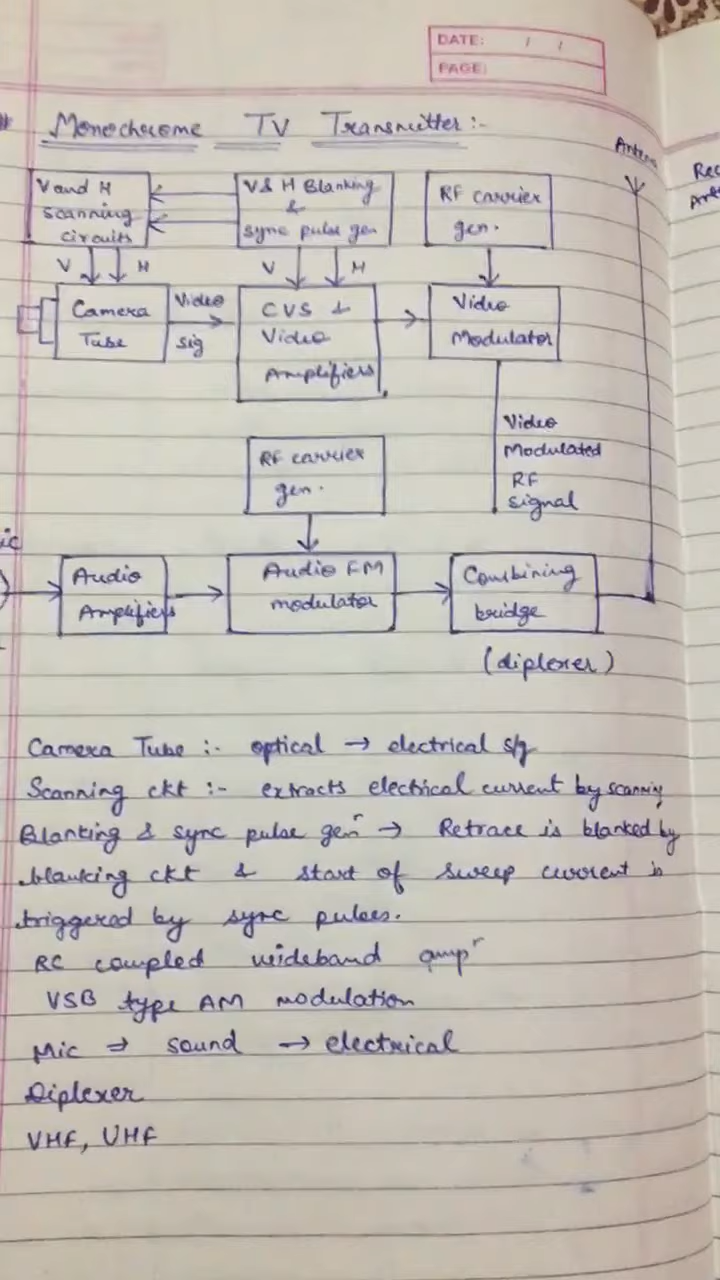 DATE: / /
PAGE:
# Monochrome TV Transmitter:-
Antenna
V and H
scanning
circuits
V & H Blanking
&
sync pulse gen
RF carrier
gen.
V H
V H
Camera
Tube
Video
sig
CVS &
Video
Amplifiers
Video
Modulator
Video
Modulated
RF
signal
RF carrier
gen.
Audio
Amplifiers
Audio FM
modulator
Combining
bridge
(diplexer)
Camera Tube :- optical → electrical s/g
Scanning ckt :- extracts electrical current by scanning
Blanking & sync pulse genʳ → Retrace is blanked by
blanking ckt & start of sweep current is
triggered by sync pulses.
RC coupled wideband ampʳ
VSB type AM modulation
Mic ⇒ sound → electrical
Diplexer
VHF, UHF